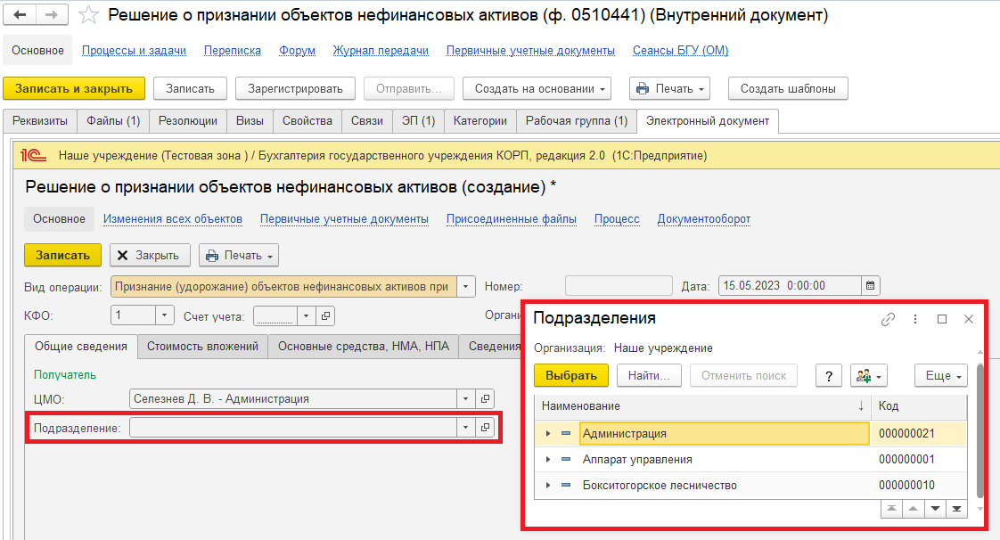 Решение о признании объектов нефинансовых активов (ф. 0510441) (Внутренний документ)
Основное Процессы и задачи Переписка Форум Журнал передачи Первичные учетные документы Сеансы БГУ (ОМ)
Записать и закрыть Записать Зарегистрировать Отправить... Создать на основании Печать Создать шаблоны
Реквизиты Файлы (1) Резолюции Визы Свойства Связи ЭП (1) Категории Рабочая группа (1) Электронный документ
1С Наше учреждение (Тестовая зона ) / Бухгалтерия государственного учреждения КОРП, редакция 2.0 (1С:Предприятие)
Решение о признании объектов нефинансовых активов (создание) *
Основное Изменения всех объектов Первичные учетные документы Присоединенные файлы Процесс Документооборот
Записать Закрыть Печать
Вид операции: Признание (удорожание) объектов нефинансовых активов при Номер: Дата: 15.05.2023 0:00:00
КФО: 1 Счет учета: Органи
Общие сведения Стоимость вложений Основные средства, НМА, НПА Сведения
Получатель
ЦМО: Селезнев Д. В. - Администрация
Подразделение:
Подразделения
Организация: Наше учреждение
Выбрать Найти... Отменить поиск ? Еще
Наименование ↓ Код
Администрация 000000021
Аппарат управления 000000001
Бокситогорское лесничество 000000010